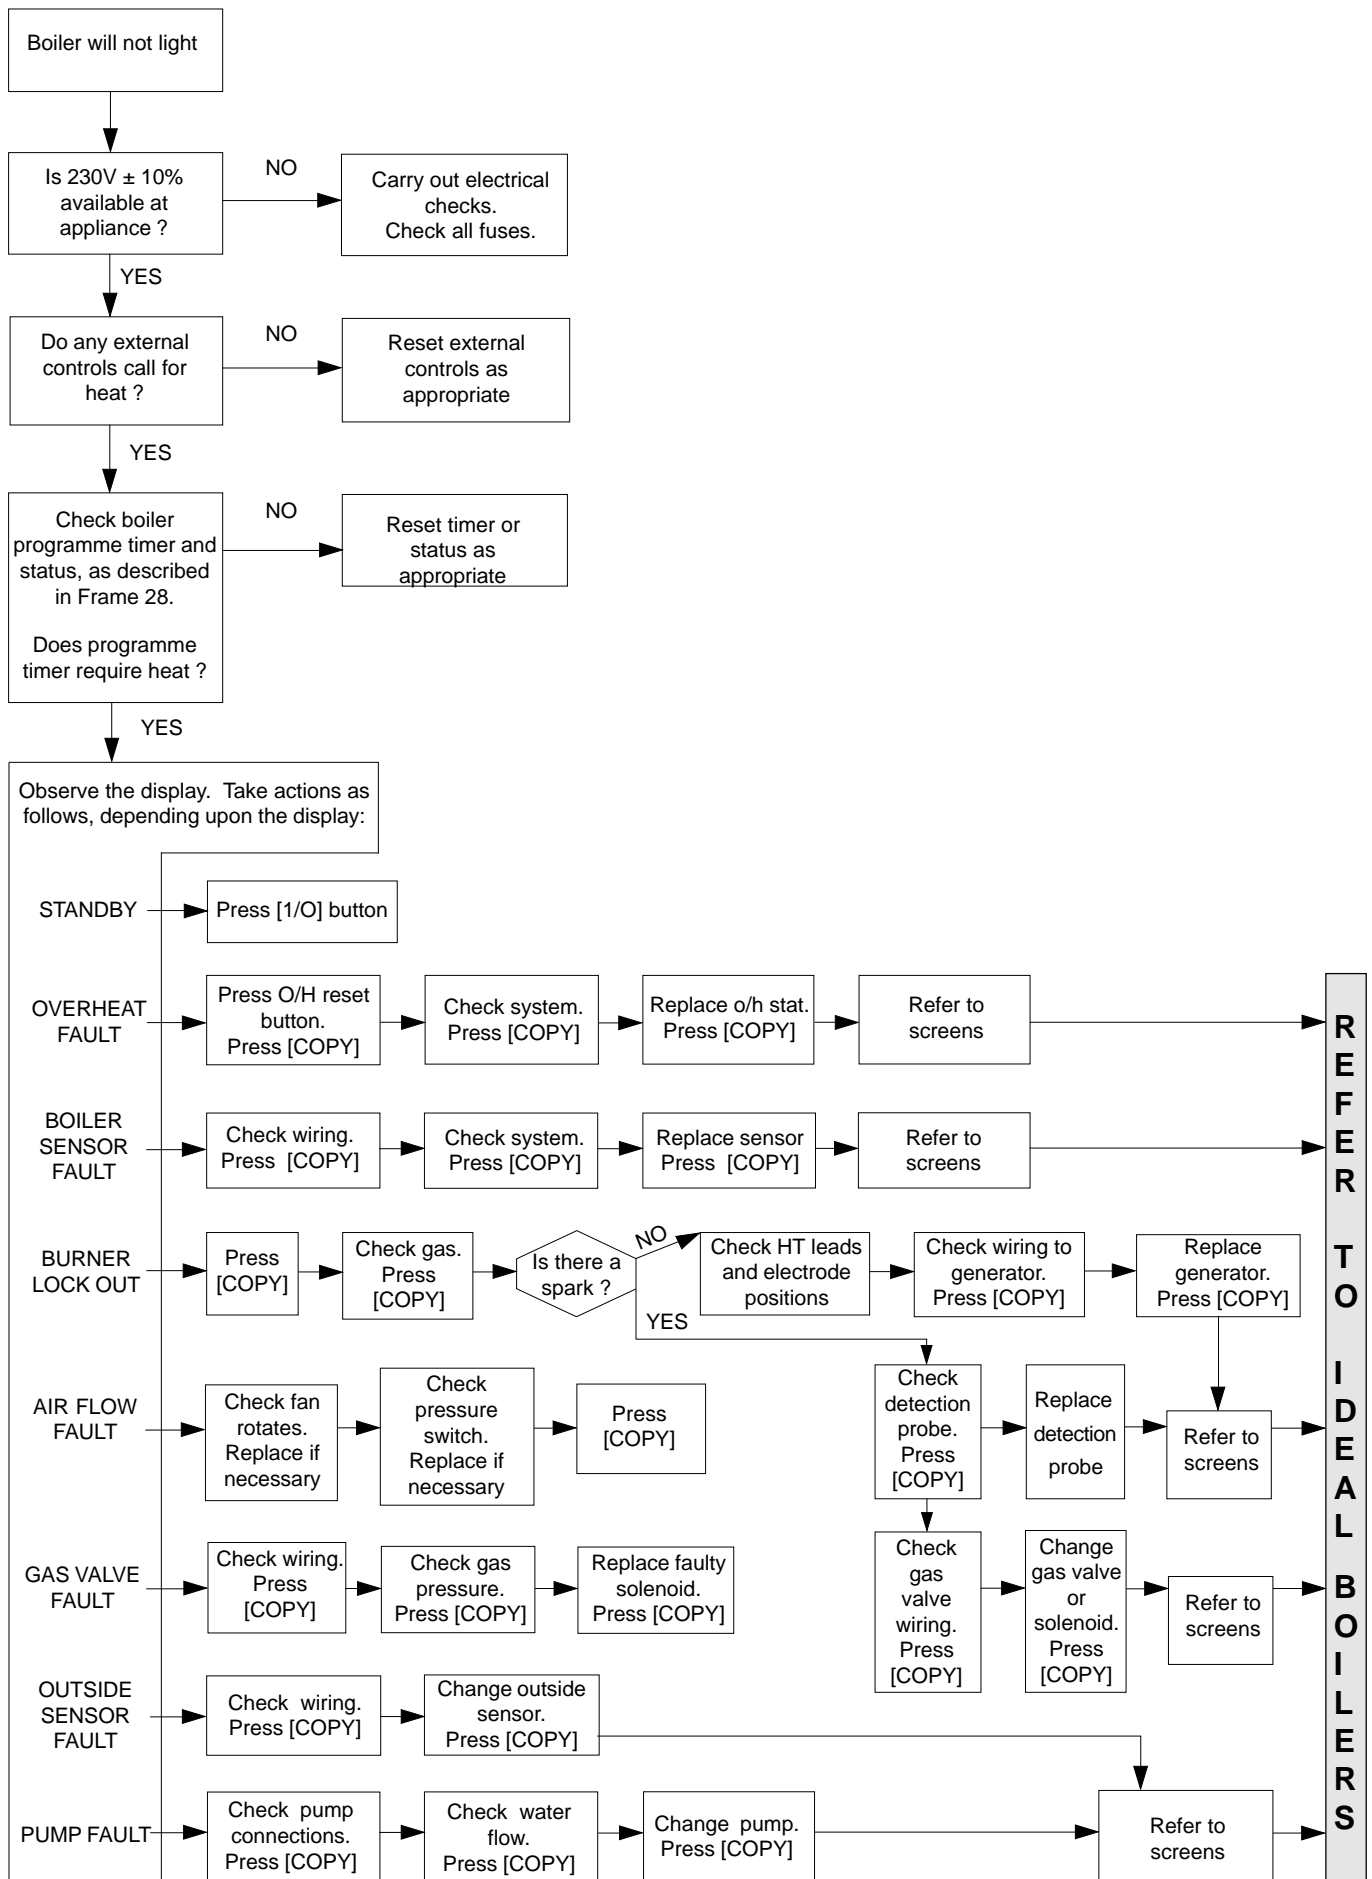 Boiler will not light
Is 230V ± 10%
available at
appliance ?
NO
Carry out electrical
checks.
Check all fuses.
YES
Do any external
controls call for
heat ?
NO
Reset external
controls as
appropriate
YES
Check boiler
programme timer and
status, as described
in Frame 28.
Does programme
timer require heat ?
NO
Reset timer or
status as
appropriate
YES
Observe the display. Take actions as
follows, depending upon the display:
STANDBY
Press [1/O] button
OVERHEAT
FAULT
Press O/H reset
button.
Press [COPY]
Check system.
Press [COPY]
Replace o/h stat.
Press [COPY]
Refer to
screens
BOILER
SENSOR
FAULT
Check wiring.
Press [COPY]
Check system.
Press [COPY]
Replace sensor
Press [COPY]
Refer to
screens
BURNER
LOCK OUT
Press
[COPY]
Check gas.
Press
[COPY]
Is there a
spark ?
NO
Check HT leads
and electrode
positions
Check wiring to
generator.
Press [COPY]
Replace
generator.
Press [COPY]
YES
Check
detection
probe.
Press
[COPY]
Replace
detection
probe
Refer to
screens
AIR FLOW
FAULT
Check fan
rotates.
Replace if
necessary
Check
pressure
switch.
Replace if
necessary
Press
[COPY]
Check
gas
valve
wiring.
Press
[COPY]
Change
gas valve
or
solenoid.
Press
[COPY]
Refer to
screens
GAS VALVE
FAULT
Check wiring.
Press
[COPY]
Check gas
pressure.
Press [COPY]
Replace faulty
solenoid.
Press [COPY]
OUTSIDE
SENSOR
FAULT
Check wiring.
Press [COPY]
Change outside
sensor.
Press [COPY]
PUMP FAULT
Check pump
connections.
Press [COPY]
Check water
flow.
Press [COPY]
Change pump.
Press [COPY]
Refer to
screens
REFER TO IDEAL BOILERS